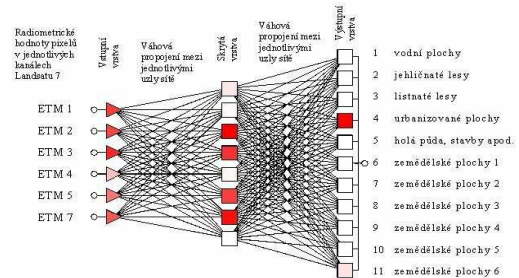 Radiometrické
hodnoty pixelů
v jednotlivých
kanálech
Landsatu 7
Vstupní
vrstva
Váhová
propojení mezi
jednotlivými
uzly sítě
Skrytá
vrstva
Váhová
propojení mezi
jednotlivými
uzly sítě
Výstupní
vrstva
ETM 1
ETM 2
ETM 3
ETM 4
ETM 5
ETM 7
1 vodní plochy
2 jehličnaté lesy
3 listnaté lesy
4 urbanizované plochy
5 holá půda, stavby apod.
6 zemědělské plochy 1
7 zemědělské plochy 2
8 zemědělské plochy 3
9 zemědělské plochy 4
10 zemědělské plochy 5
11 zemědělské plochy 6